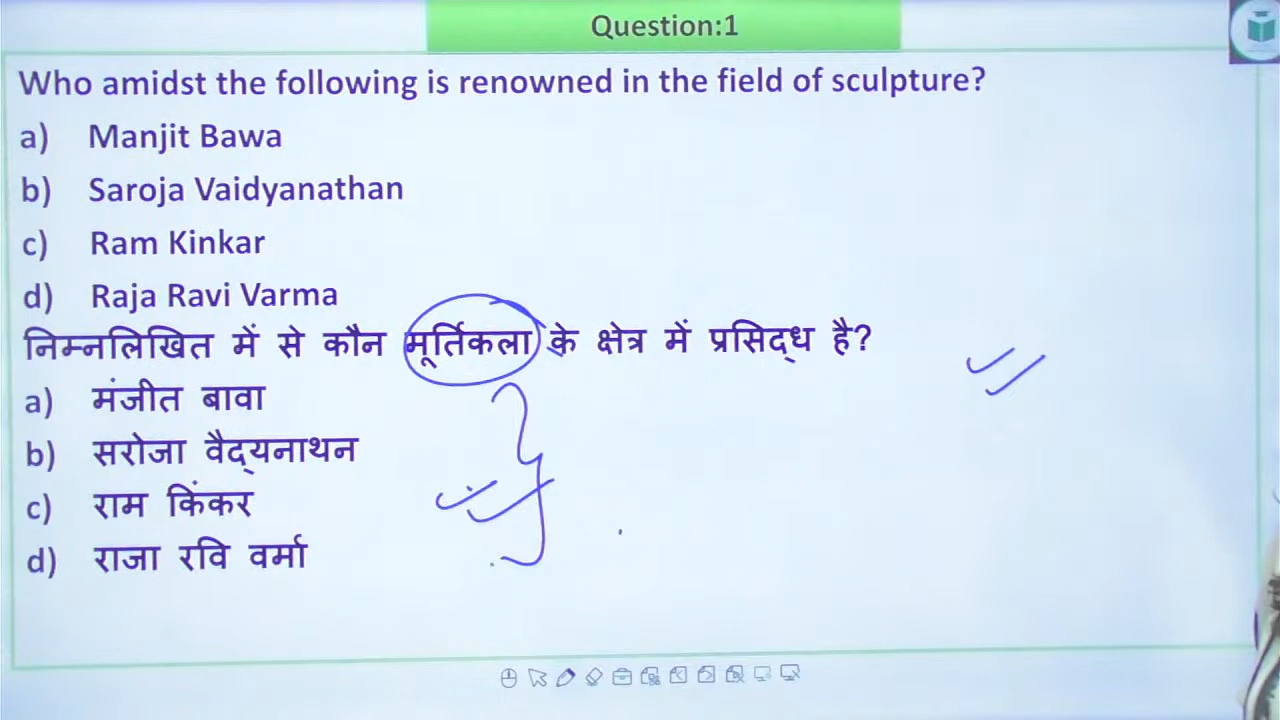 Question:1
Who amidst the following is renowned in the field of sculpture?
a) Manjit Bawa
b) Saroja Vaidyanathan
c) Ram Kinkar
d) Raja Ravi Varma
निम्नलिखित में से कौन मूर्तिकला के क्षेत्र में प्रसिद्ध है?
a) मंजीत बावा
b) सरोजा वैद्यनाथन
c) राम किंकर
d) राजा रवि वर्मा